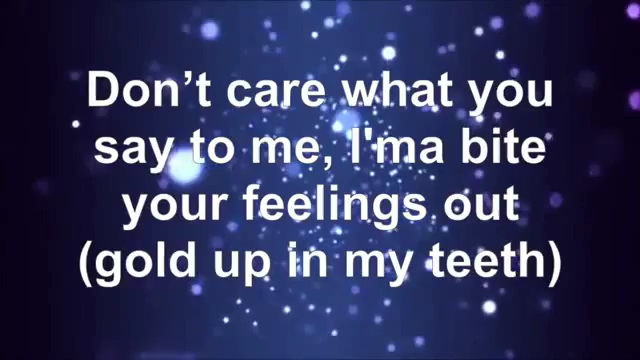 Don’t care what you
say to me, I'ma bite
your feelings out
(gold up in my teeth)